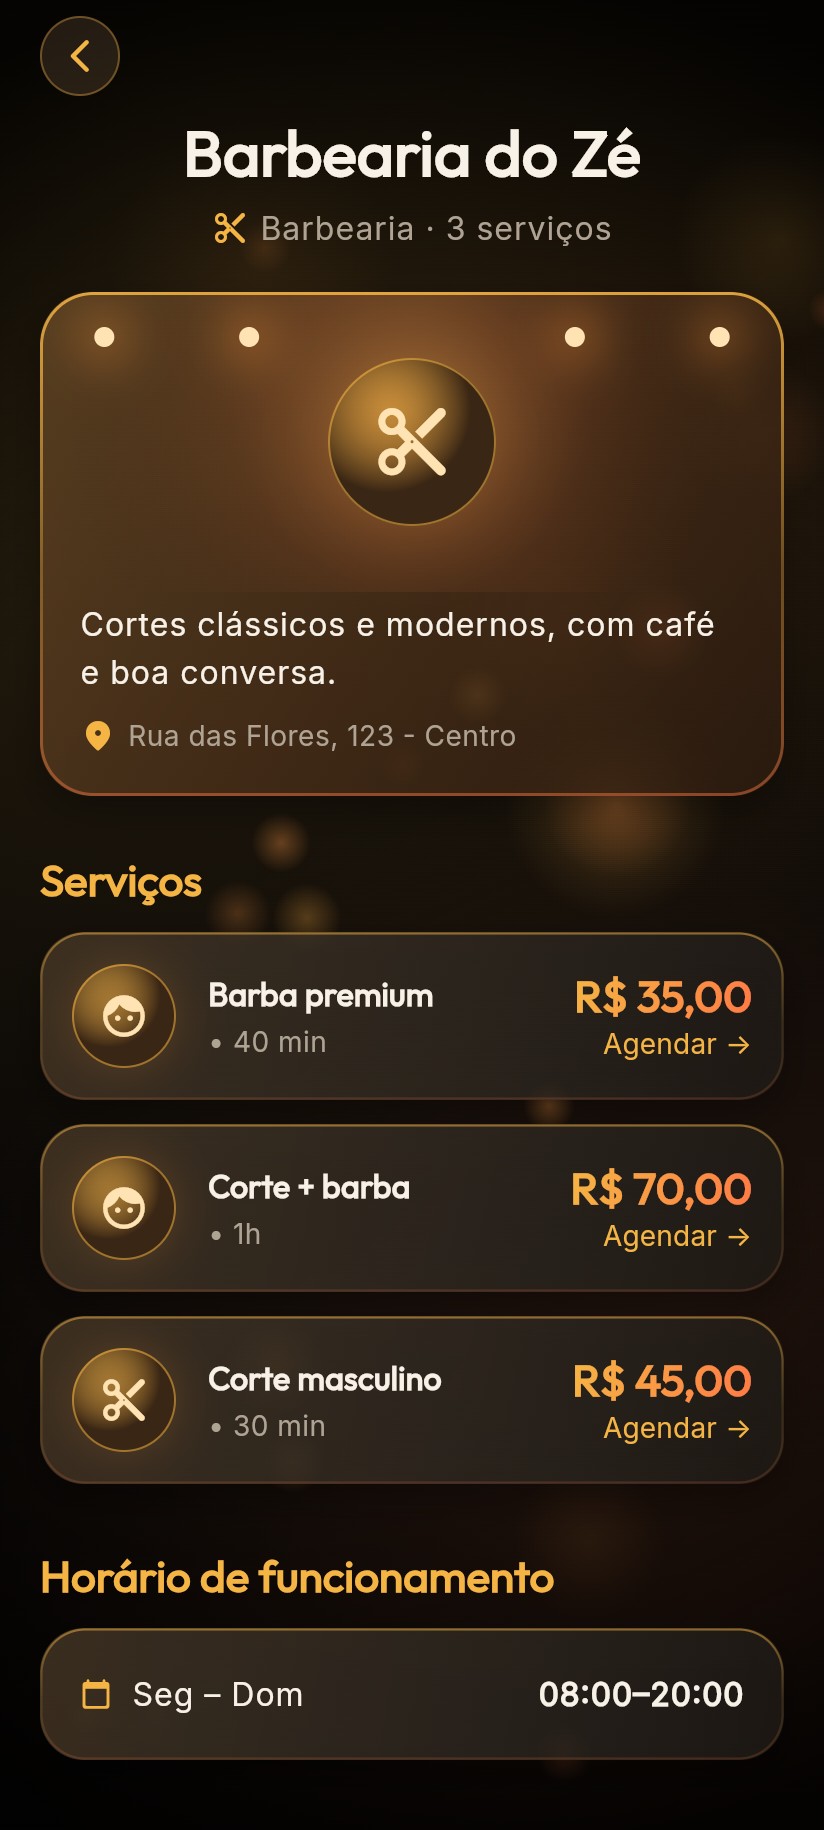 Barbearia do Zé
Barbearia · 3 serviços
Cortes clássicos e modernos, com café
e boa conversa.
Rua das Flores, 123 - Centro
Serviços
Barba premium
R$ 35,00
• 40 min
Agendar →
Corte + barba
R$ 70,00
• 1h
Agendar →
Corte masculino
R$ 45,00
• 30 min
Agendar →
Horário de funcionamento
Seg – Dom
08:00–20:00